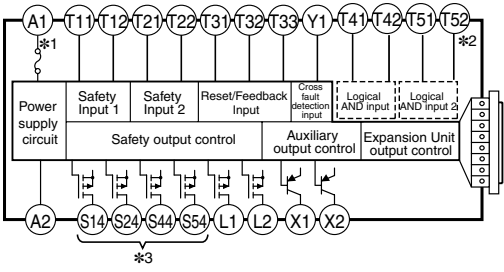 A1 T11 T12 T21 T22 T31 T32 T33 Y1 T41 T42 T51 T52
*1 *2
Power supply circuit
Safety Input 1
Safety Input 2
Reset/Feedback Input
Cross fault detection input
Logical AND input
Logical AND input 2
Safety output control
Auxiliary output control
Expansion Unit output control
A2 S14 S24 S44 S54 L1 L2 X1 X2
*3